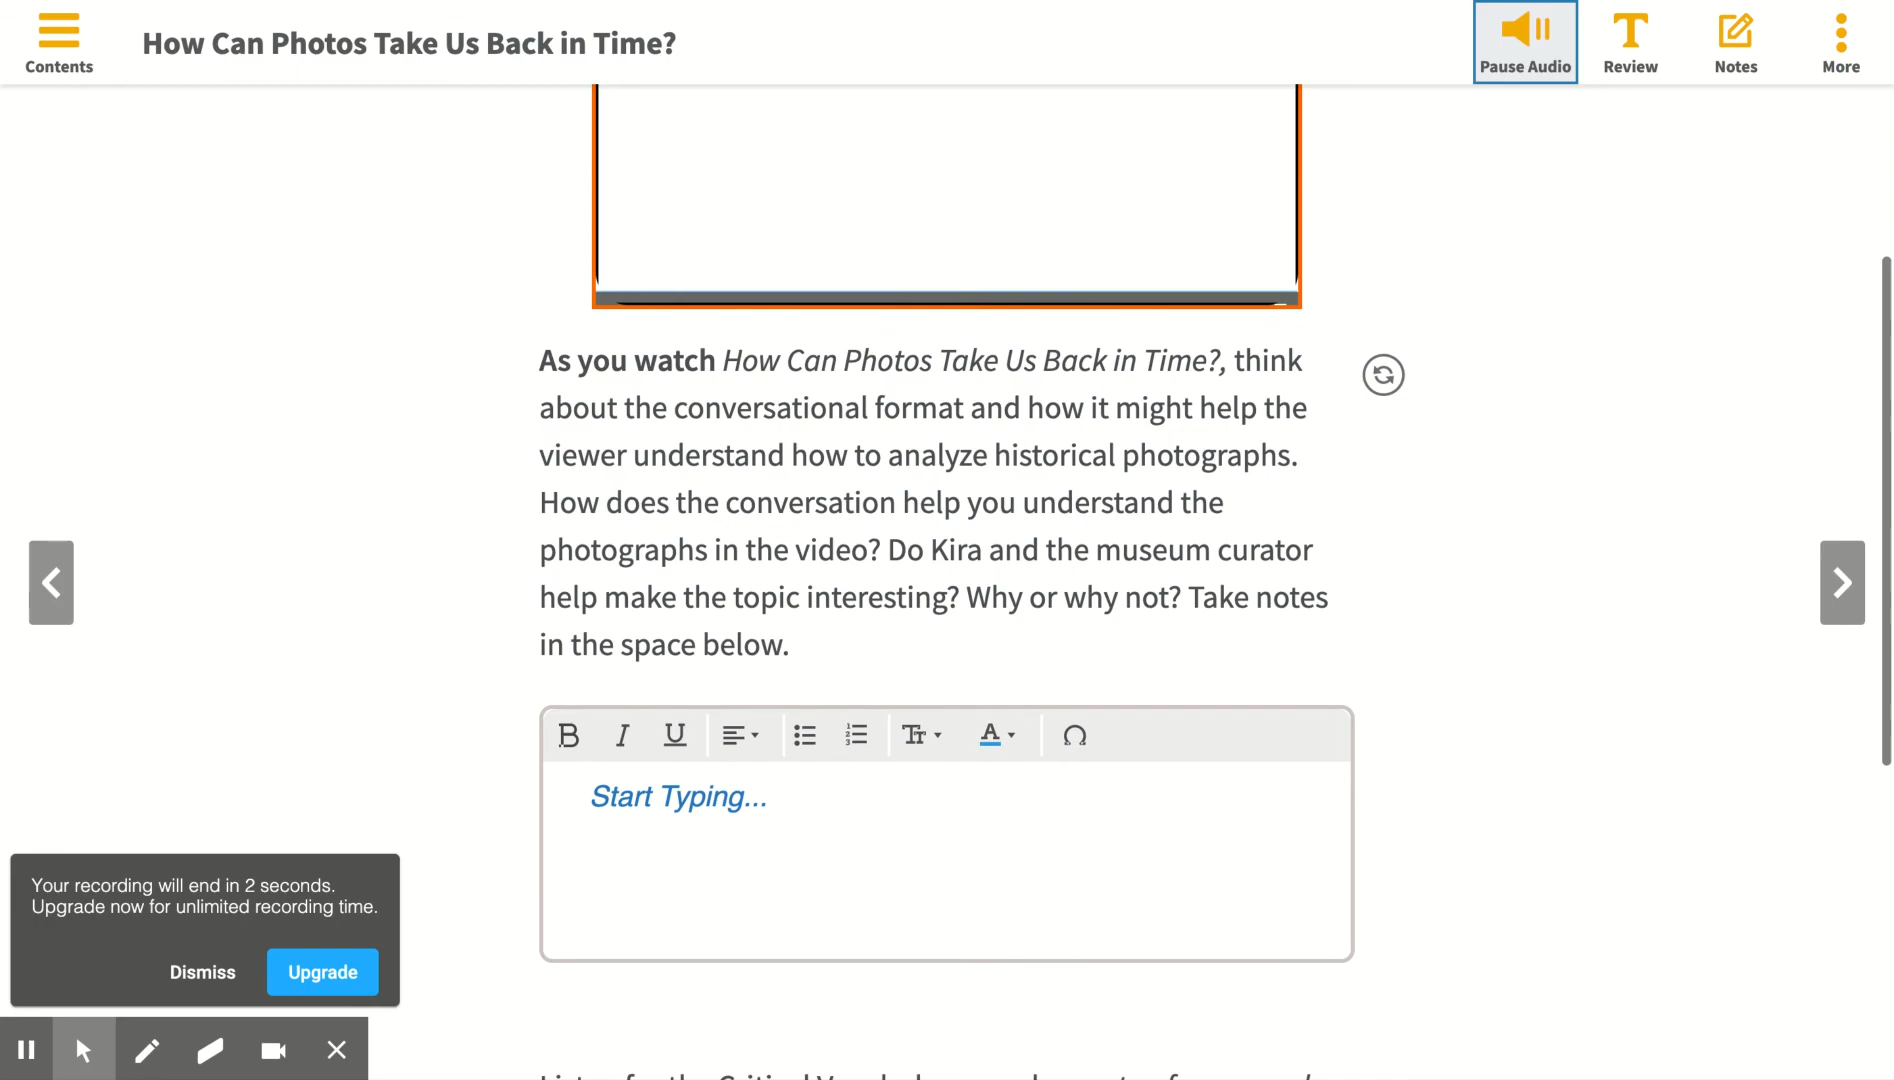 Contents
How Can Photos Take Us Back in Time?
Pause Audio
Review
Notes
More
As you watch How Can Photos Take Us Back in Time?, think
about the conversational format and how it might help the
viewer understand how to analyze historical photographs.
How does the conversation help you understand the
photographs in the video? Do Kira and the museum curator
help make the topic interesting? Why or why not? Take notes
in the space below.
Start Typing...
Your recording will end in 2 seconds.
Upgrade now for unlimited recording time.
Dismiss
Upgrade